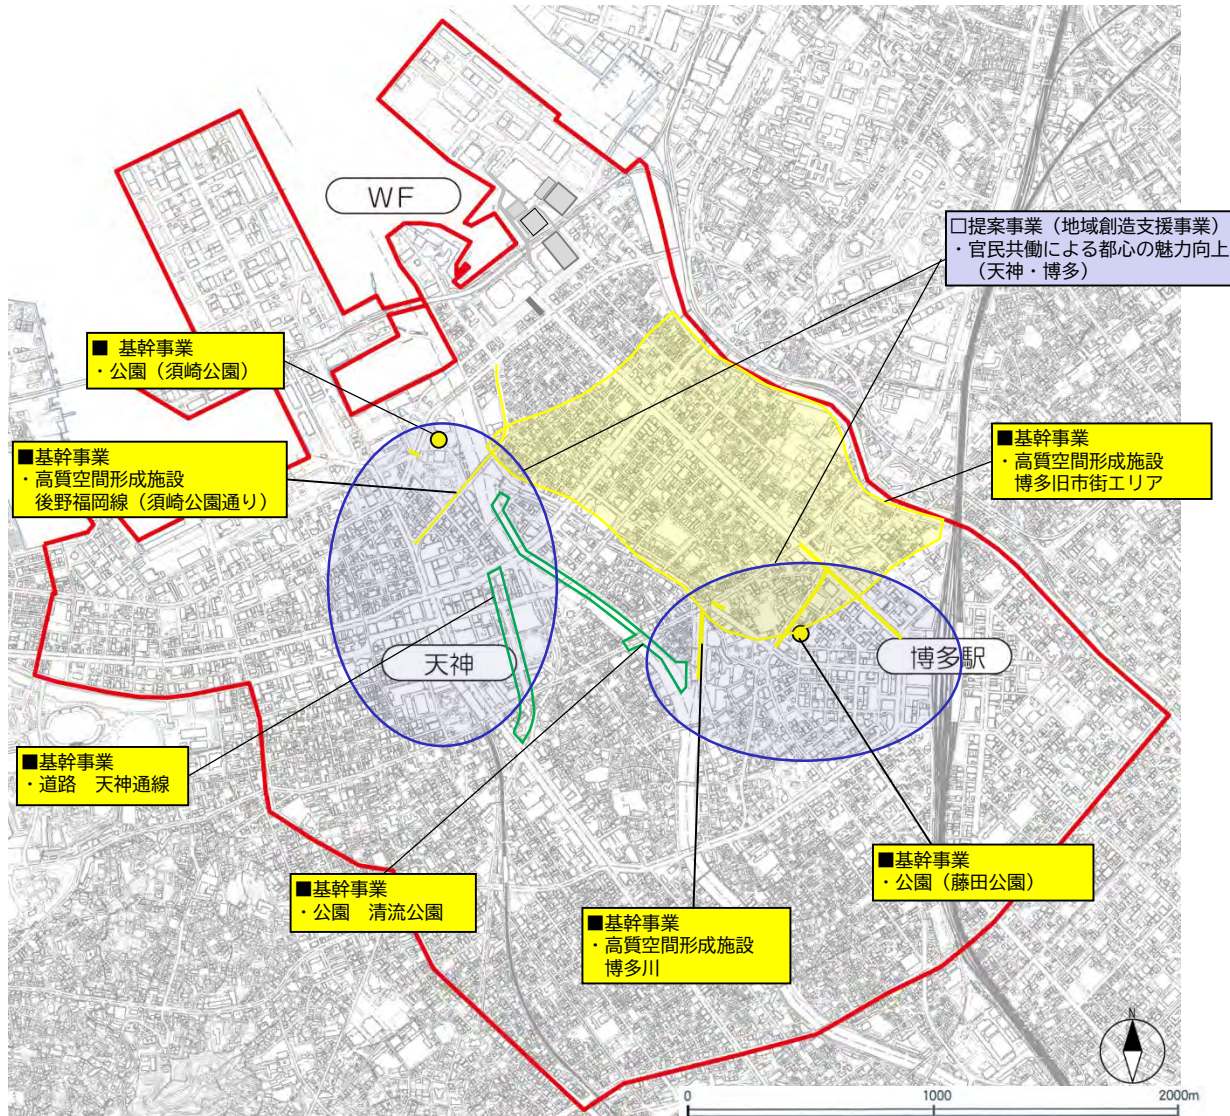 WF
□提案事業（地域創造支援事業）
・官民共働による都心の魅力向上
（天神・博多）
■ 基幹事業
・公園（須崎公園）
■基幹事業
・高質空間形成施設
後野福岡線（須崎公園通り）
■基幹事業
・高質空間形成施設
博多旧市街エリア
天神
博多駅
■基幹事業
・道路　天神通線
■基幹事業
・公園　清流公園
■基幹事業
・高質空間形成施設
博多川
■基幹事業
・公園（藤田公園）
N
0 1000 2000m